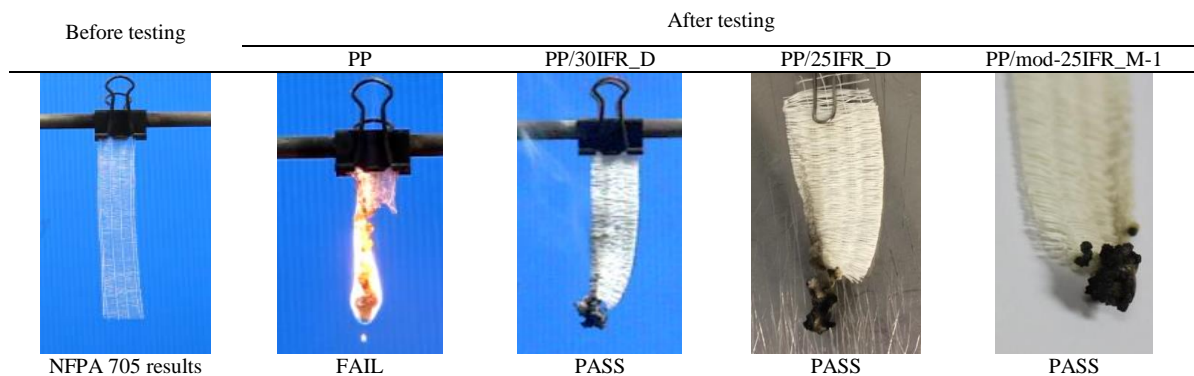 Before testing
After testing
PP
PP/30IFR_D
PP/25IFR_D
PP/mod-25IFR_M-1
NFPA 705 results
FAIL
PASS
PASS
PASS